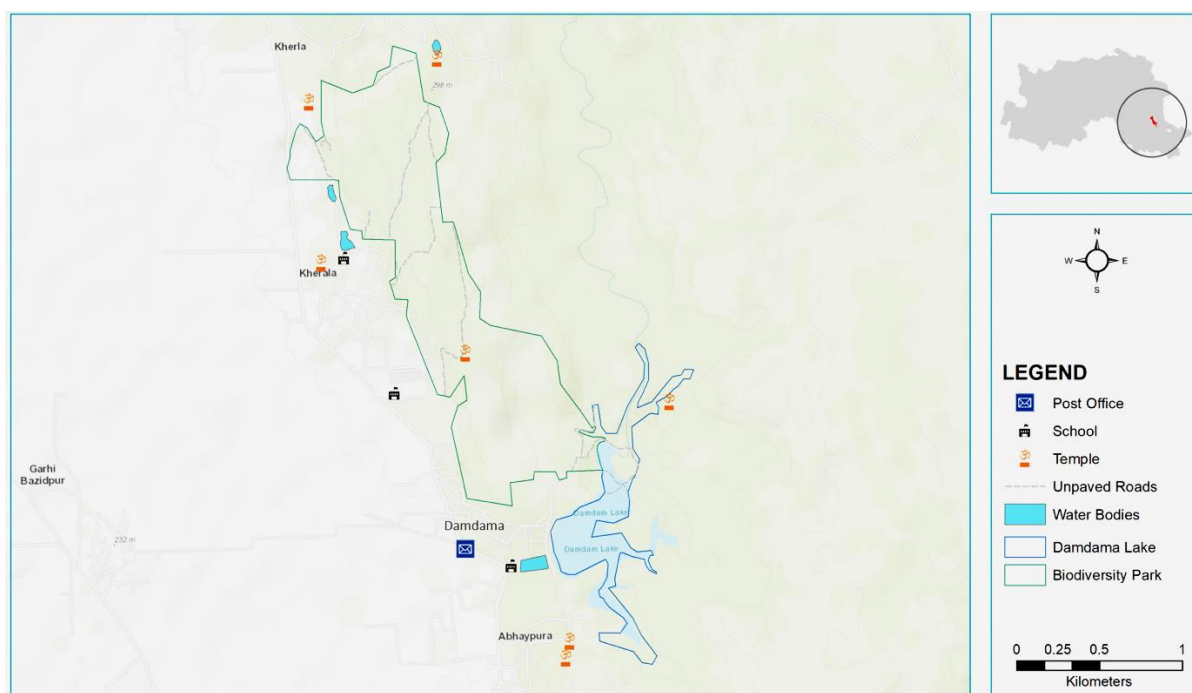 Kherla
296 m
Kherala
Garhi
Bazidpur
232 m
Damdama
Damdam Lake
Damdam Lake
Abhaypura
N
W
E
S
LEGEND
Post Office
School
Temple
Unpaved Roads
Water Bodies
Damdama Lake
Biodiversity Park
0 0.25 0.5 1
Kilometers